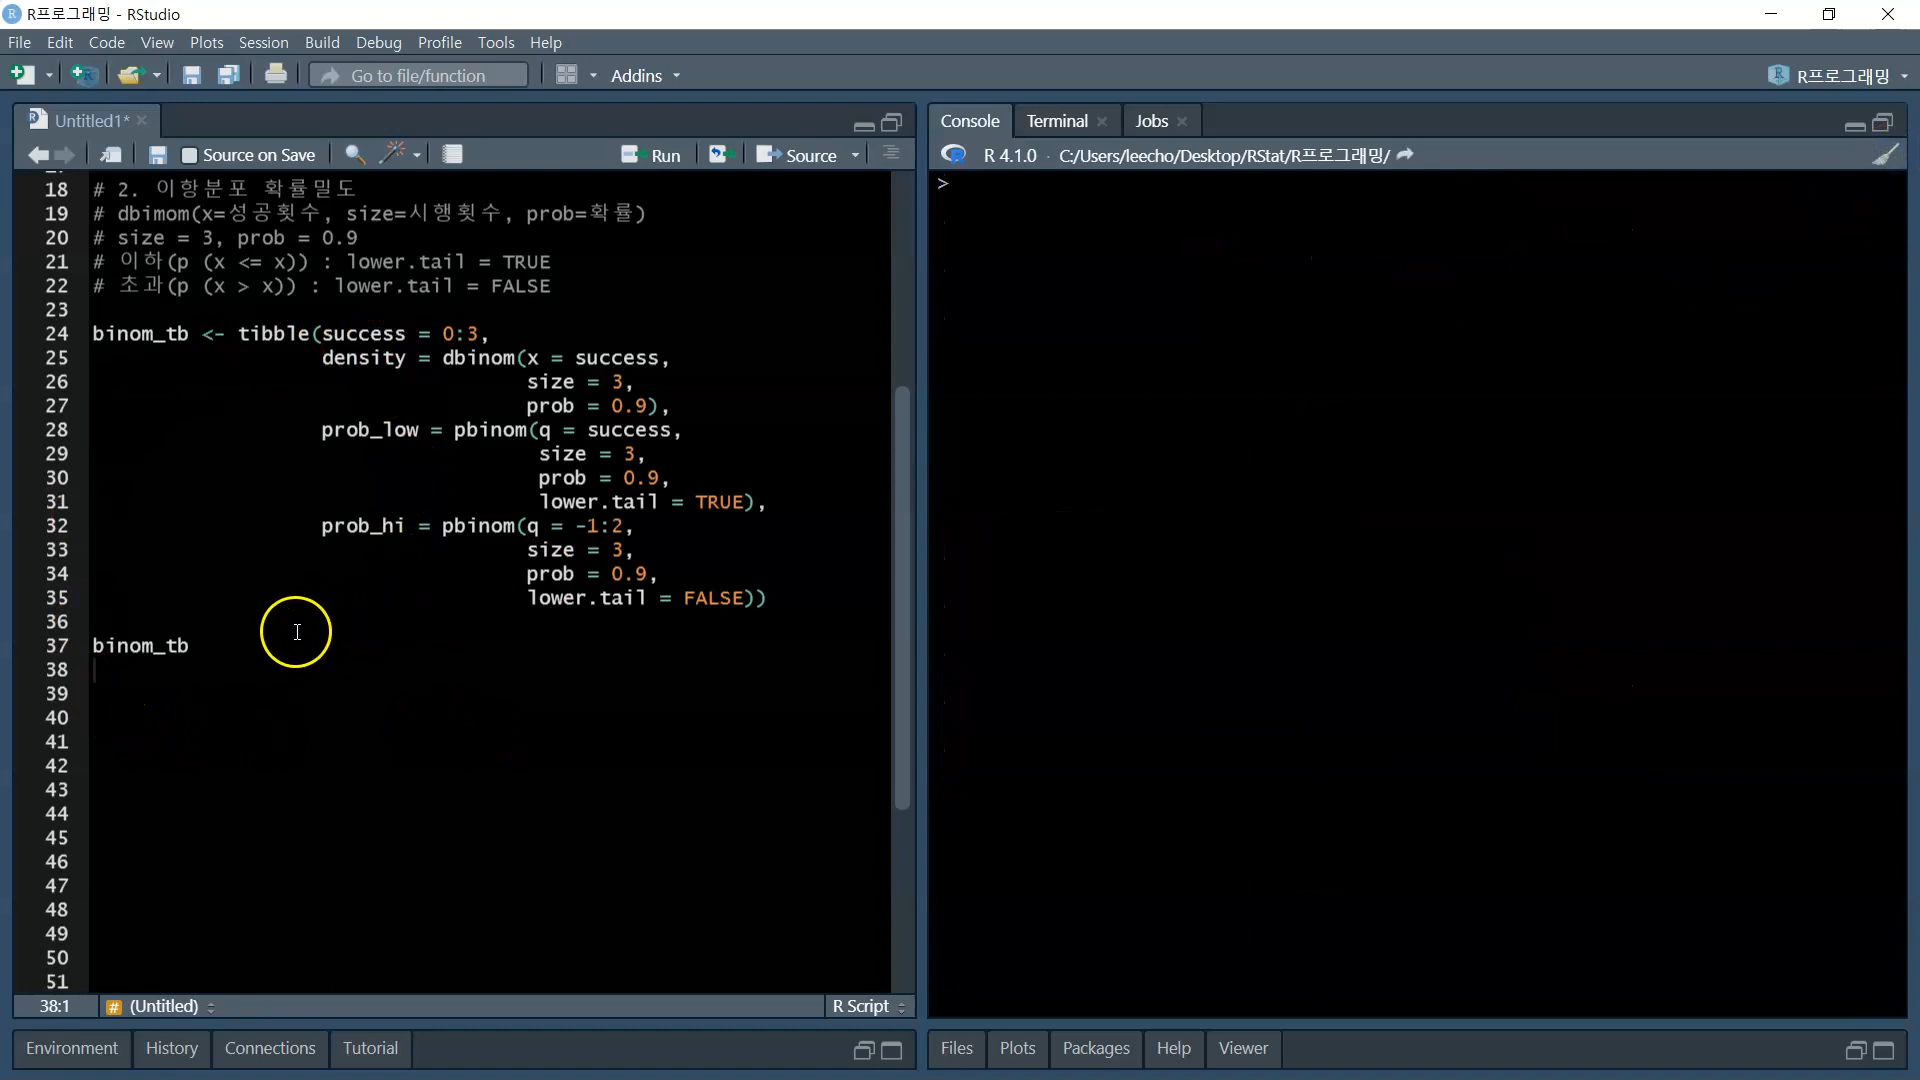 R프로그래밍 - RStudio
File Edit Code View Plots Session Build Debug Profile Tools Help
Go to file/function Addins R프로그래밍
Untitled1*
Source on Save Run Source
18 # 2. 이항분포 확률밀도
19 # dbimom(x=성공횟수, size=시행횟수, prob=확률)
20 # size = 3, prob = 0.9
21 # 이하(p (x <= x)) : lower.tail = TRUE
22 # 초과(p (x > x)) : lower.tail = FALSE
23
24 binom_tb <- tibble(success = 0:3,
25 density = dbinom(x = success,
26 size = 3,
27 prob = 0.9),
28 prob_low = pbinom(q = success,
29 size = 3,
30 prob = 0.9,
31 lower.tail = TRUE),
32 prob_hi = pbinom(q = -1:2,
33 size = 3,
34 prob = 0.9,
35 lower.tail = FALSE))
36
37 binom_tb
38
39
40
41
42
43
44
45
46
47
48
49
50
51
38:1 # (Untitled) R Script
Environment History Connections Tutorial
Console Terminal Jobs
R 4.1.0 · C:/Users/leecho/Desktop/RStat/R프로그래밍/
>
Files Plots Packages Help Viewer